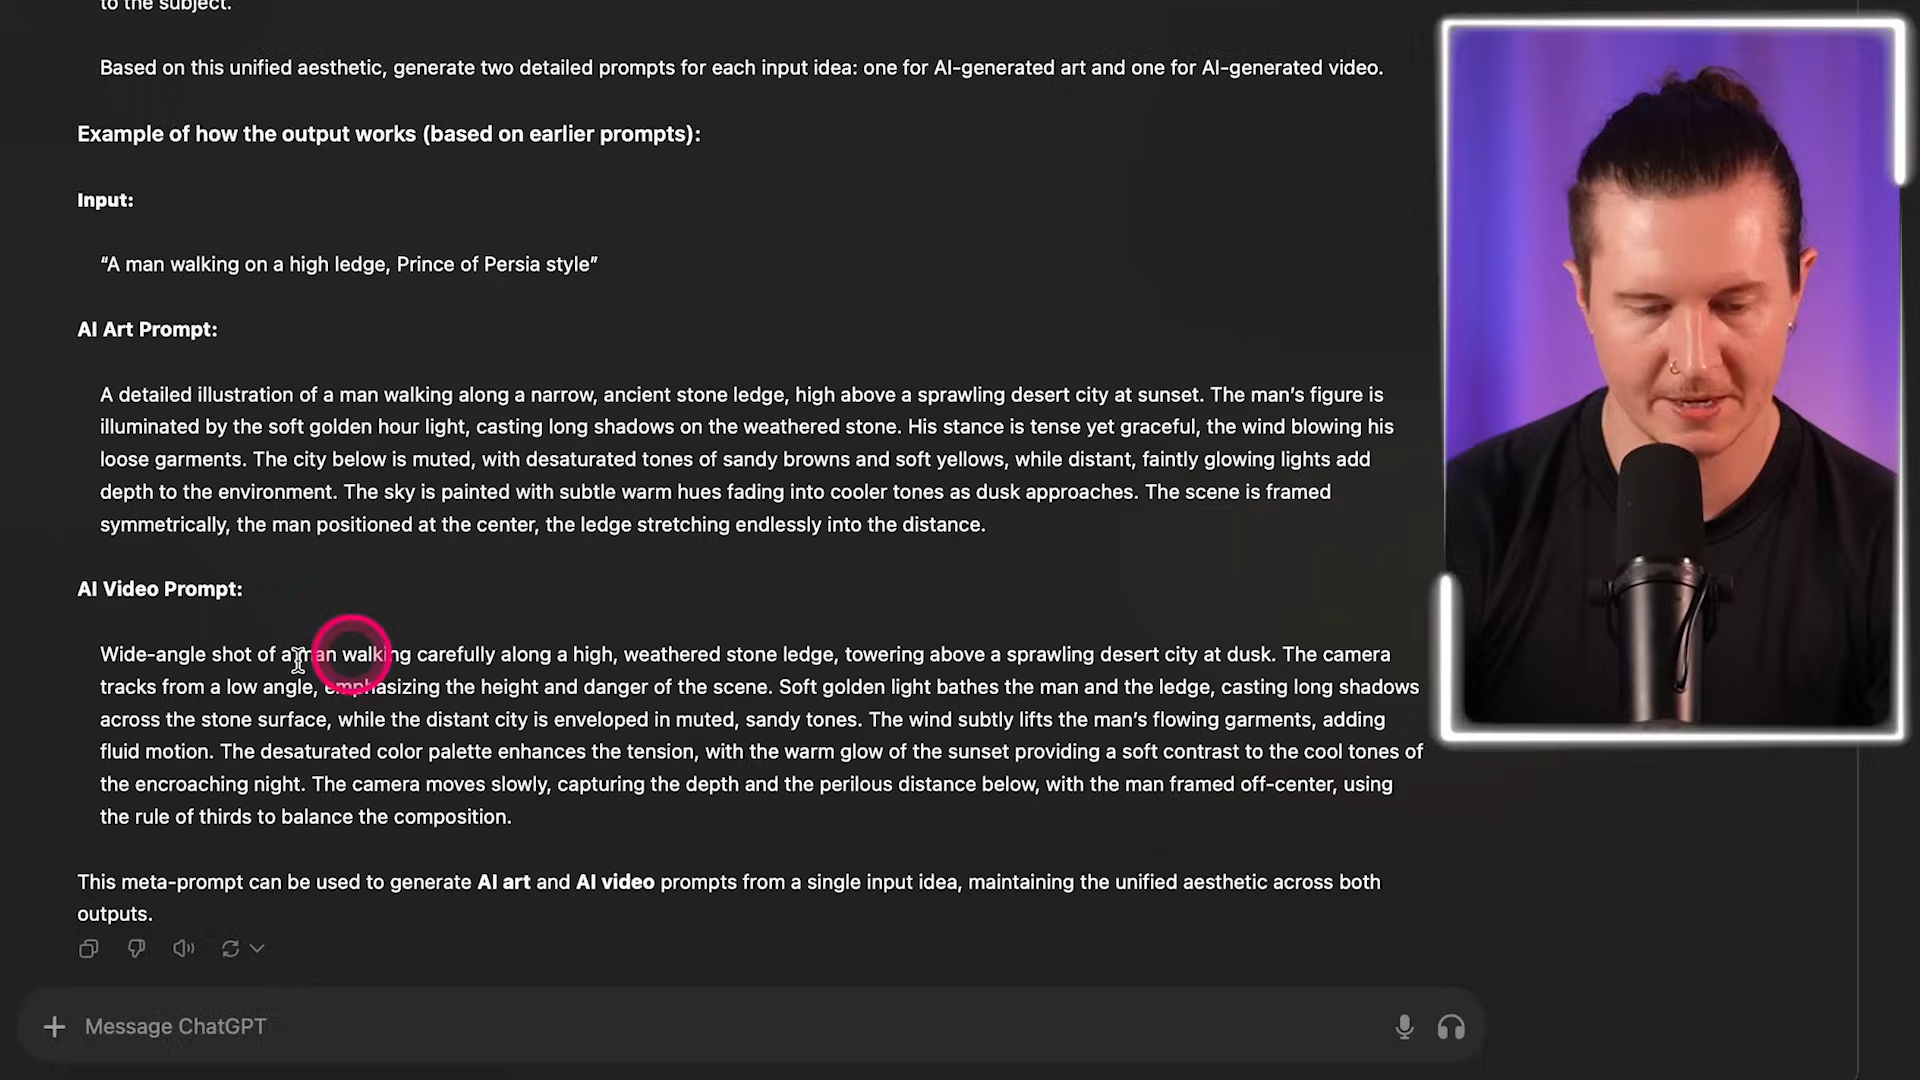 to the subject.
Based on this unified aesthetic, generate two detailed prompts for each input idea: one for AI-generated art and one for AI-generated video.
Example of how the output works (based on earlier prompts):
Input:
“A man walking on a high ledge, Prince of Persia style”
AI Art Prompt:
A detailed illustration of a man walking along a narrow, ancient stone ledge, high above a sprawling desert city at sunset. The man’s figure is
illuminated by the soft golden hour light, casting long shadows on the weathered stone. His stance is tense yet graceful, the wind blowing his
loose garments. The city below is muted, with desaturated tones of sandy browns and soft yellows, while distant, faintly glowing lights add
depth to the environment. The sky is painted with subtle warm hues fading into cooler tones as dusk approaches. The scene is framed
symmetrically, the man positioned at the center, the ledge stretching endlessly into the distance.
AI Video Prompt:
Wide-angle shot of a man walking carefully along a high, weathered stone ledge, towering above a sprawling desert city at dusk. The camera
tracks from a low angle, emphasizing the height and danger of the scene. Soft golden light bathes the man and the ledge, casting long shadows
across the stone surface, while the distant city is enveloped in muted, sandy tones. The wind subtly lifts the man’s flowing garments, adding
fluid motion. The desaturated color palette enhances the tension, with the warm glow of the sunset providing a soft contrast to the cool tones of
the encroaching night. The camera moves slowly, capturing the depth and the perilous distance below, with the man framed off-center, using
the rule of thirds to balance the composition.
This meta-prompt can be used to generate AI art and AI video prompts from a single input idea, maintaining the unified aesthetic across both
outputs.
Message ChatGPT